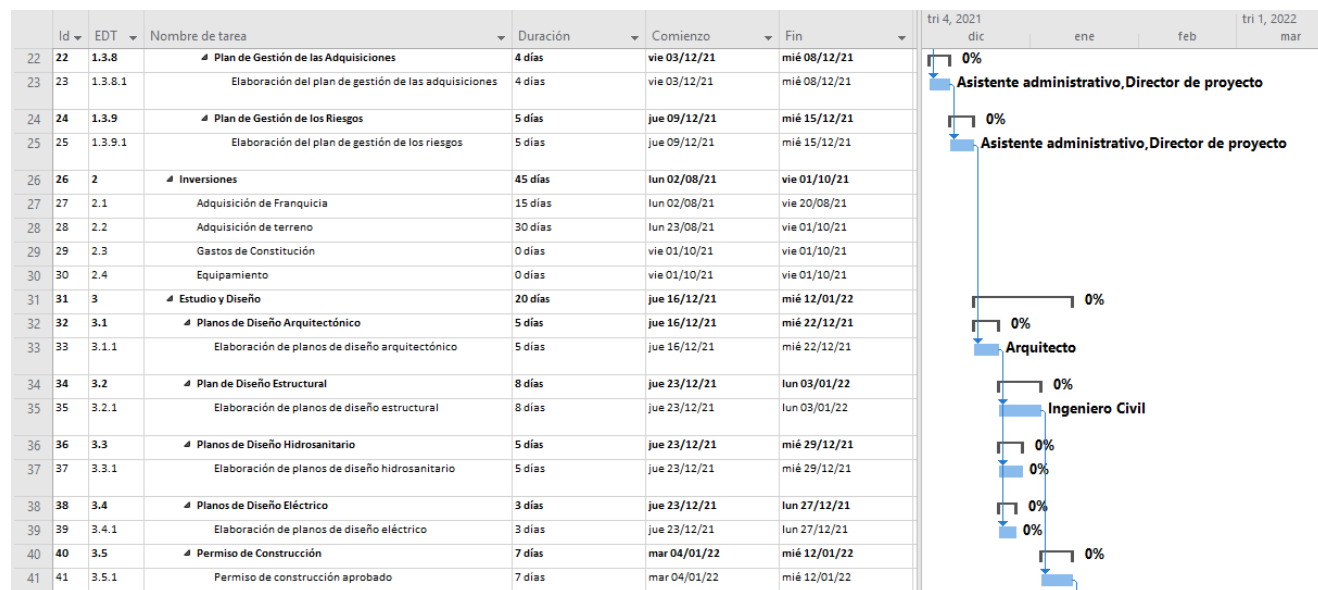 tri 4, 2021 tri 1, 2022
Id EDT Nombre de tarea Duración Comienzo Fin dic ene feb mar
22 22 1.3.8 Plan de Gestión de las Adquisiciones 4 días vie 03/12/21 mié 08/12/21 0%
23 23 1.3.8.1 Elaboración del plan de gestión de las adquisiciones 4 días vie 03/12/21 mié 08/12/21 Asistente administrativo,Director de proyecto
24 24 1.3.9 Plan de Gestión de los Riesgos 5 días jue 09/12/21 mié 15/12/21 0%
25 25 1.3.9.1 Elaboración del plan de gestión de los riesgos 5 días jue 09/12/21 mié 15/12/21 Asistente administrativo,Director de proyecto
26 26 2 Inversiones 45 días lun 02/08/21 vie 01/10/21
27 27 2.1 Adquisición de Franquicia 15 días lun 02/08/21 vie 20/08/21
28 28 2.2 Adquisición de terreno 30 días lun 23/08/21 vie 01/10/21
29 29 2.3 Gastos de Constitución 0 días vie 01/10/21 vie 01/10/21
30 30 2.4 Equipamiento 0 días vie 01/10/21 vie 01/10/21
31 31 3 Estudio y Diseño 20 días jue 16/12/21 mié 12/01/22 0%
32 32 3.1 Planos de Diseño Arquitectónico 5 días jue 16/12/21 mié 22/12/21 0%
33 33 3.1.1 Elaboración de planos de diseño arquitectónico 5 días jue 16/12/21 mié 22/12/21 Arquitecto
34 34 3.2 Plan de Diseño Estructural 8 días jue 23/12/21 lun 03/01/22 0%
35 35 3.2.1 Elaboración de planos de diseño estructural 8 días jue 23/12/21 lun 03/01/22 Ingeniero Civil
36 36 3.3 Planos de Diseño Hidrosanitario 5 días jue 23/12/21 mié 29/12/21 0%
37 37 3.3.1 Elaboración de planos de diseño hidrosanitario 5 días jue 23/12/21 mié 29/12/21 0%
38 38 3.4 Planos de Diseño Eléctrico 3 días jue 23/12/21 lun 27/12/21 0%
39 39 3.4.1 Elaboración de planos de diseño eléctrico 3 días jue 23/12/21 lun 27/12/21 0%
40 40 3.5 Permiso de Construcción 7 días mar 04/01/22 mié 12/01/22 0%
41 41 3.5.1 Permiso de construcción aprobado 7 días mar 04/01/22 mié 12/01/22